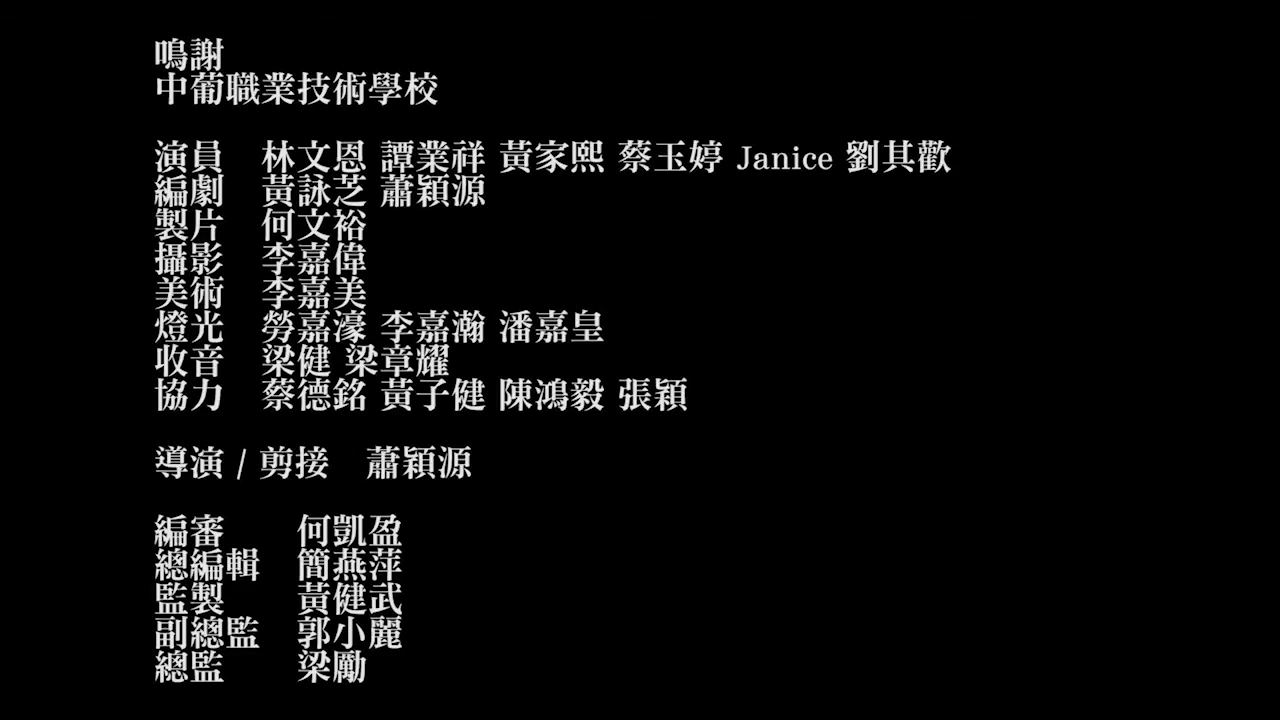 鳴謝
中葡職業技術學校
演員　林文恩 譚業祥 黃家熙 蔡玉婷 Janice 劉其歡
編劇　黃詠芝 蕭穎源
製片　何文裕
攝影　李嘉偉
美術　李嘉美
燈光　勞嘉濠 李嘉瀚 潘嘉皇
收音　梁健 梁章耀
協力　蔡德銘 黃子健 陳鴻毅 張穎
導演 / 剪接　蕭穎源
編審　　何凱盈
總編輯　簡燕萍
監製　　黃健武
副總監　郭小麗
總監　　梁勵